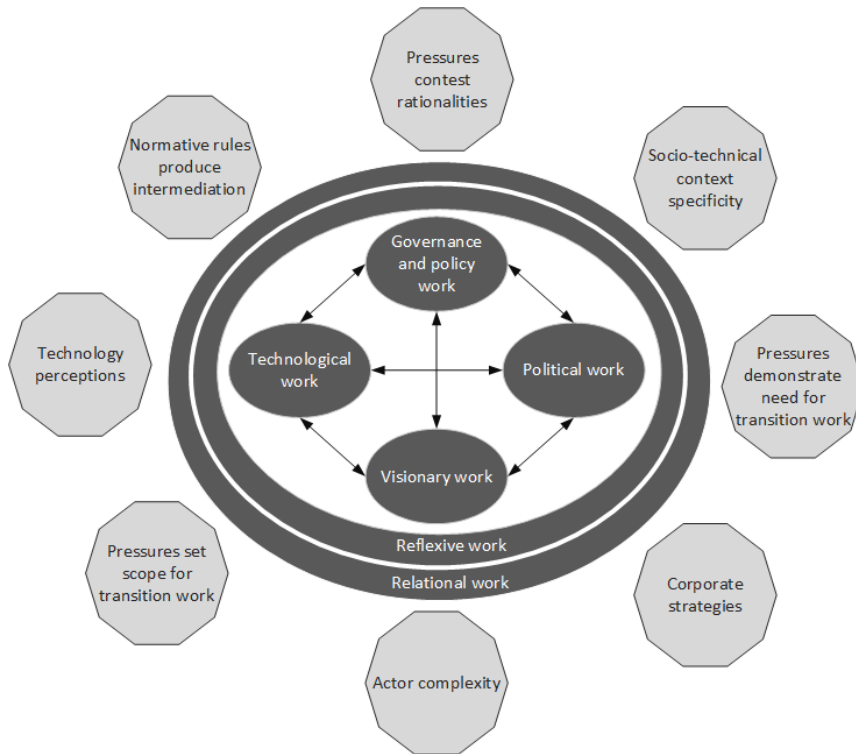 Pressures
contest
rationalities
Normative rules
produce
intermediation
Socio-technical
context
specificity
Governance
and policy
work
Technology
perceptions
Technological
work
Political work
Pressures
demonstrate
need for
transition work
Visionary work
Reflexive work
Relational work
Pressures set
scope for
transition work
Corporate
strategies
Actor complexity